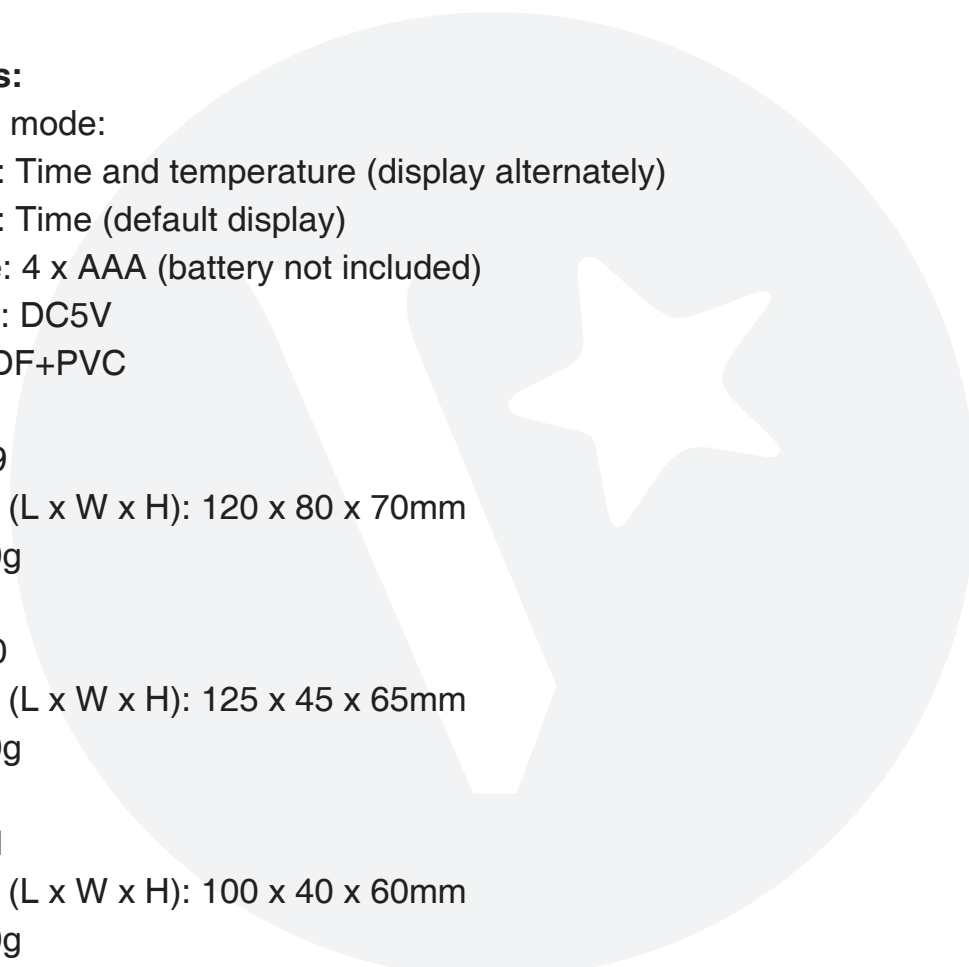 s:
mode:
: Time and temperature (display alternately)
: Time (default display)
: 4 x AAA (battery not included)
: DC5V
DF+PVC
9
(L x W x H): 120 x 80 x 70mm
g
0
(L x W x H): 125 x 45 x 65mm
g
(L x W x H): 100 x 40 x 60mm
g